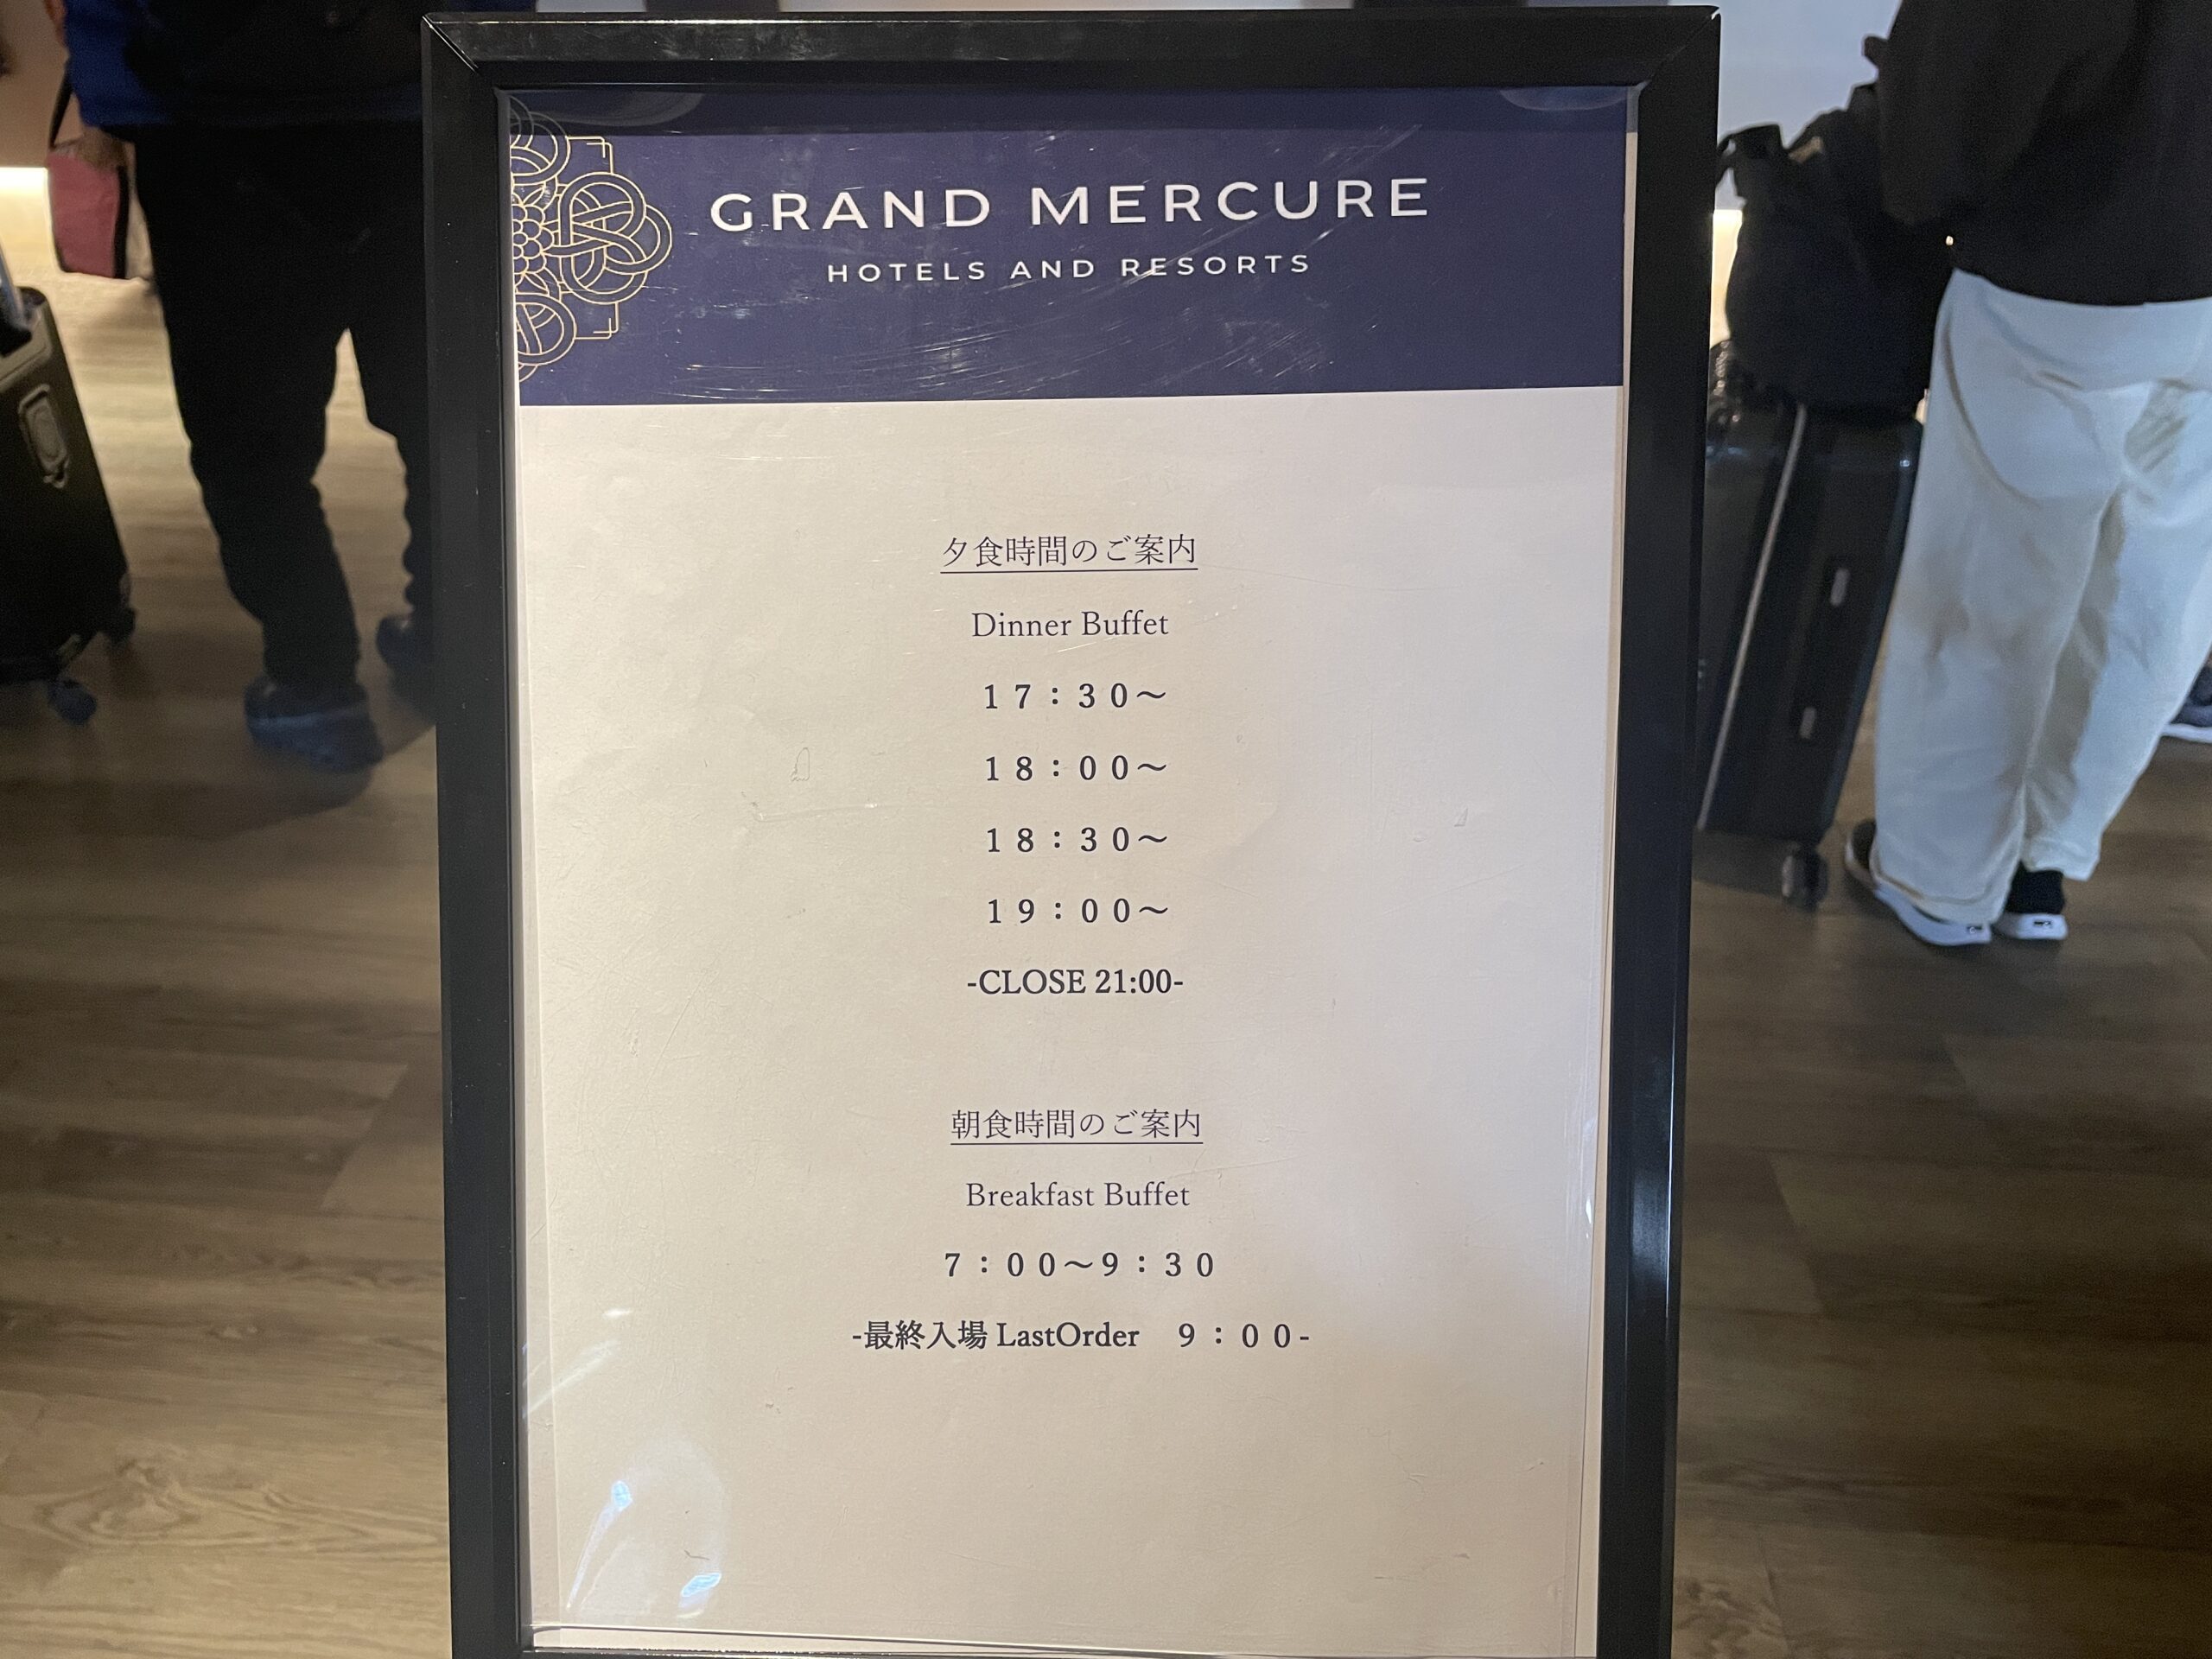 GRAND MERCURE
HOTELS AND RESORTS
夕食時間のご案内
Dinner Buffet
１７：３０～
１８：００～
１８：３０～
１９：００～
-CLOSE 21:00-
朝食時間のご案内
Breakfast Buffet
７：００～９：３０
-最終入場 LastOrder　９：００-